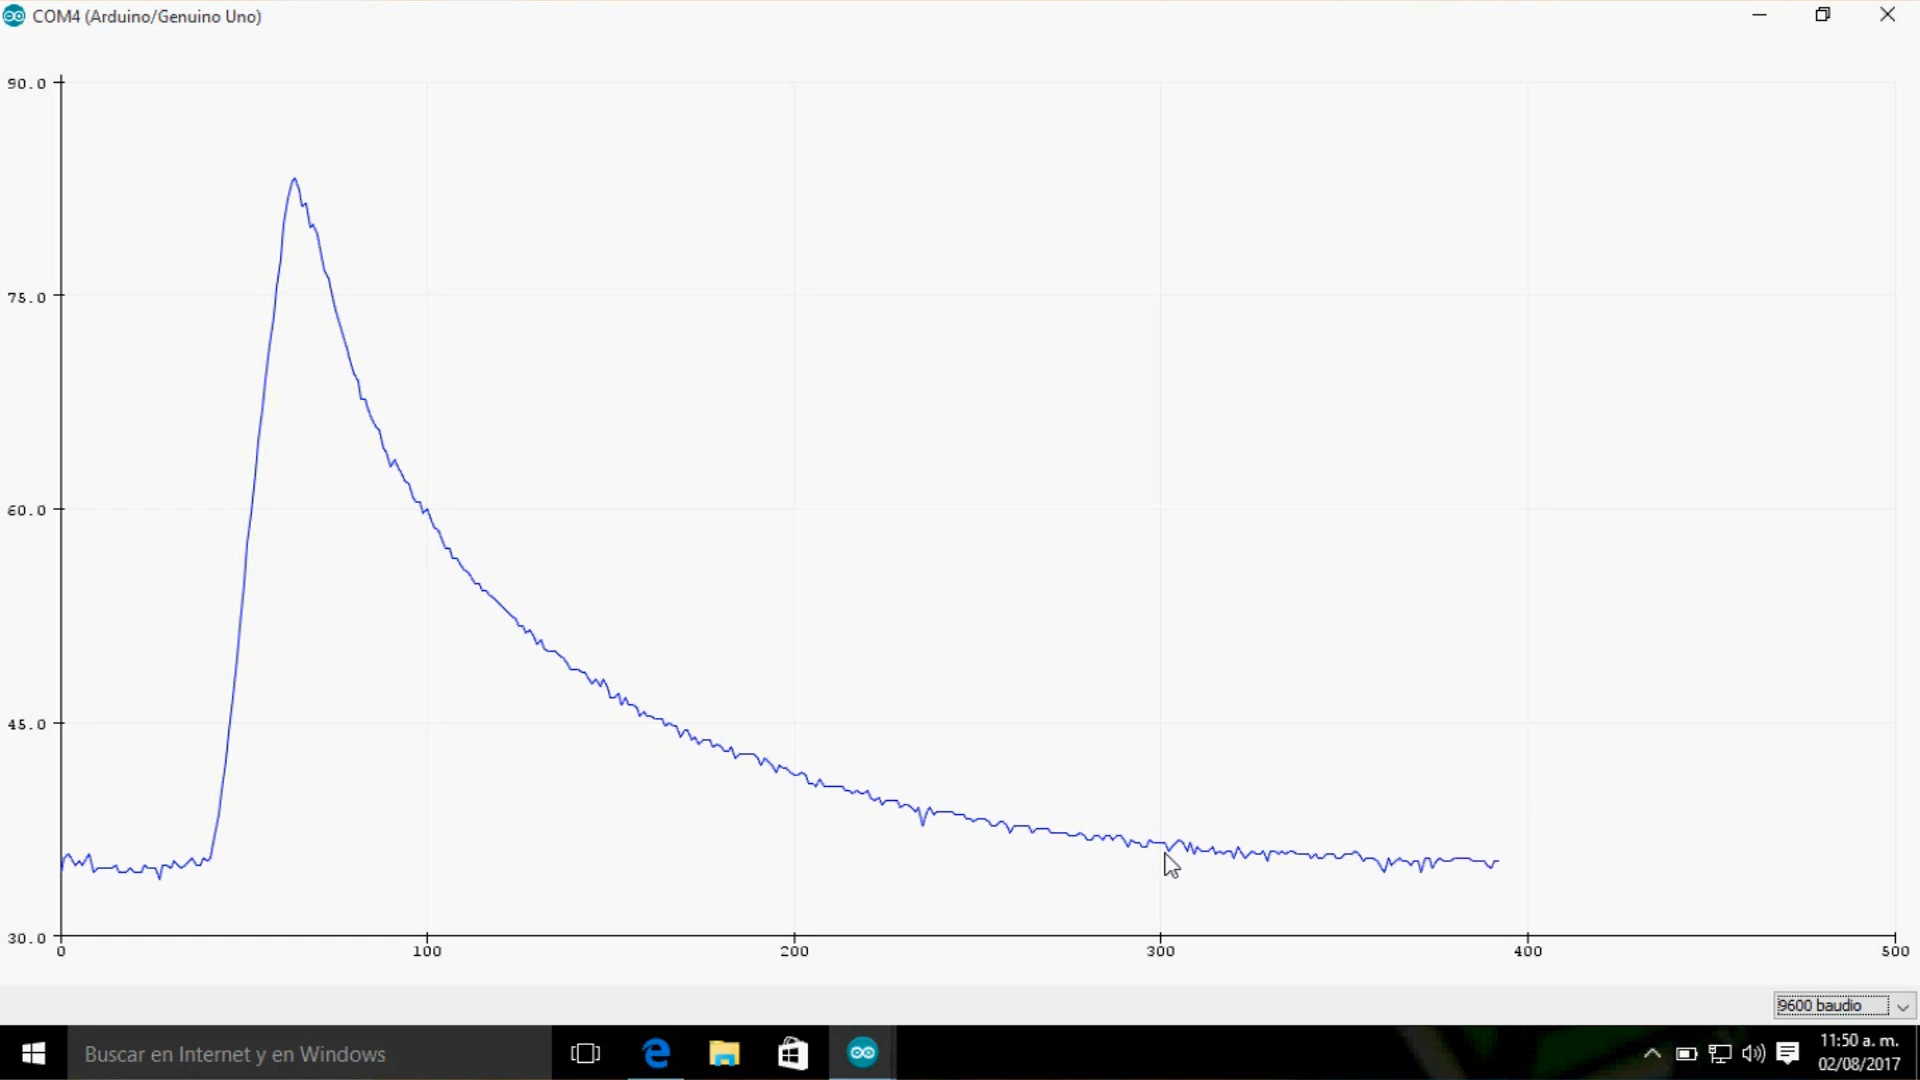 COM4 (Arduino/Genuino Uno)
90.0
75.0
60.0
45.0
30.0
0 100 200 300 400 500
9600 baudio
Buscar en Internet y en Windows
11:50 a. m.
02/08/2017